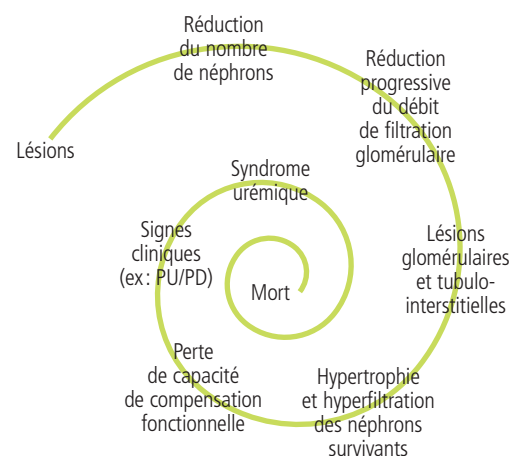 Lésions
Réduction
du nombre
de néphrons
Réduction
progressive
du débit
de filtration
glomérulaire
Lésions
glomérulaires
et tubulo-
interstitielles
Hypertrophie
et hyperfiltration
des néphrons
survivants
Perte
de capacité
de compensation
fonctionnelle
Signes
cliniques
(ex : PU/PD)
Syndrome
urémique
Mort